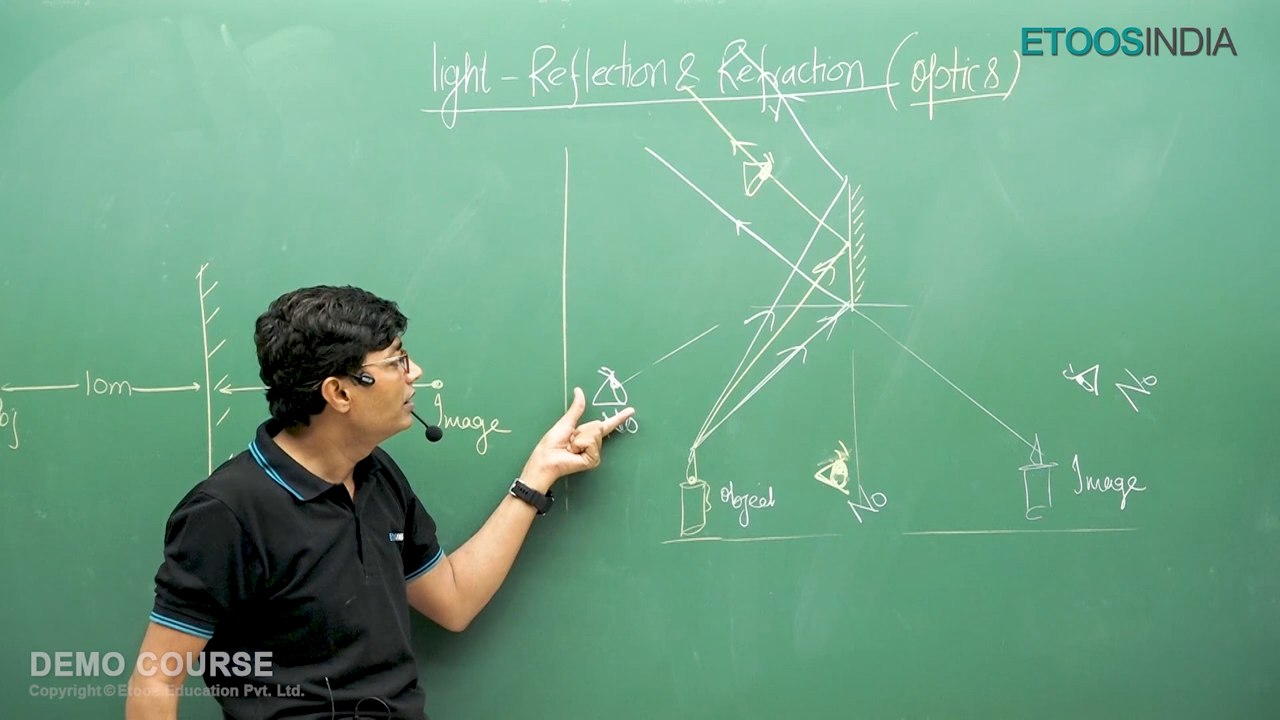 ETOOSINDIA
light - Reflection & Refraction (optics)
10m
Image
No
Object
No
No
Image
DEMO COURSE
Copyright © Etoos Education Pvt. Ltd.